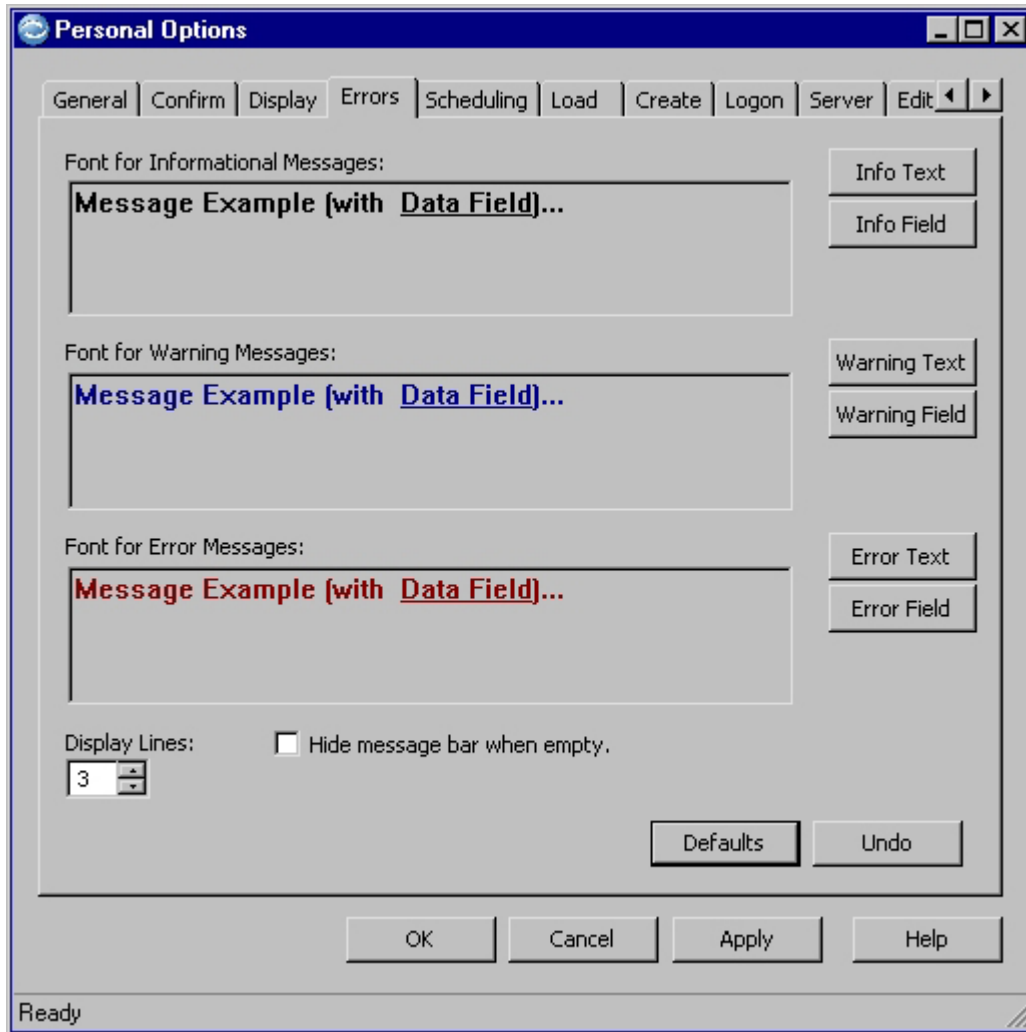 Personal Options
General Confirm Display Errors Scheduling Load Create Logon Server Edit
Font for Informational Messages:
Message Example (with Data Field)...
Info Text
Info Field
Font for Warning Messages:
Message Example (with Data Field)...
Warning Text
Warning Field
Font for Error Messages:
Message Example (with Data Field)...
Error Text
Error Field
Display Lines:
3
Hide message bar when empty.
Defaults Undo
OK Cancel Apply Help
Ready